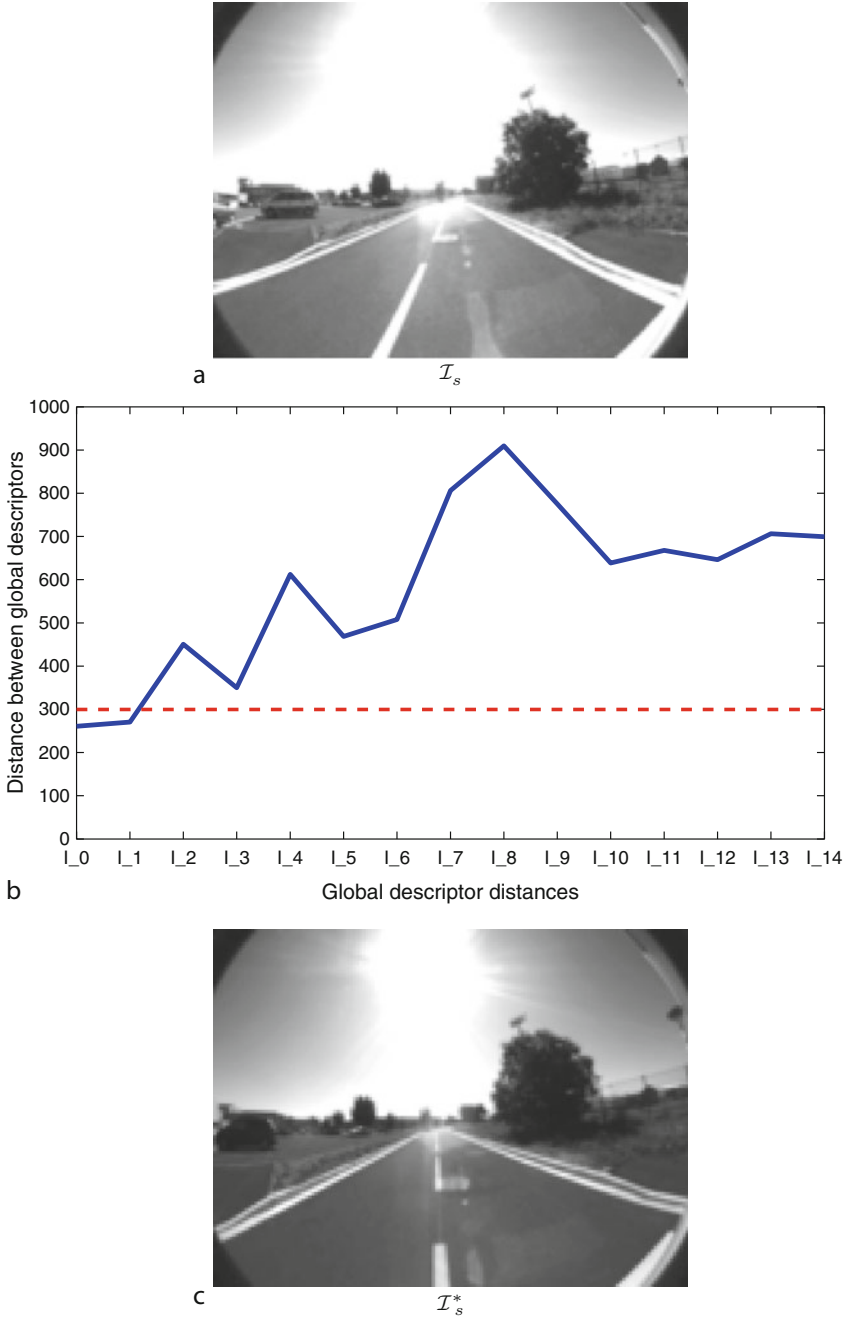 a
I_s
1000
900
800
700
600
500
400
300
200
100
0
Distance between global descriptors
I_0 I_1 I_2 I_3 I_4 I_5 I_6 I_7 I_8 I_9 I_10 I_11 I_12 I_13 I_14
Global descriptor distances
b
c
I_s^*